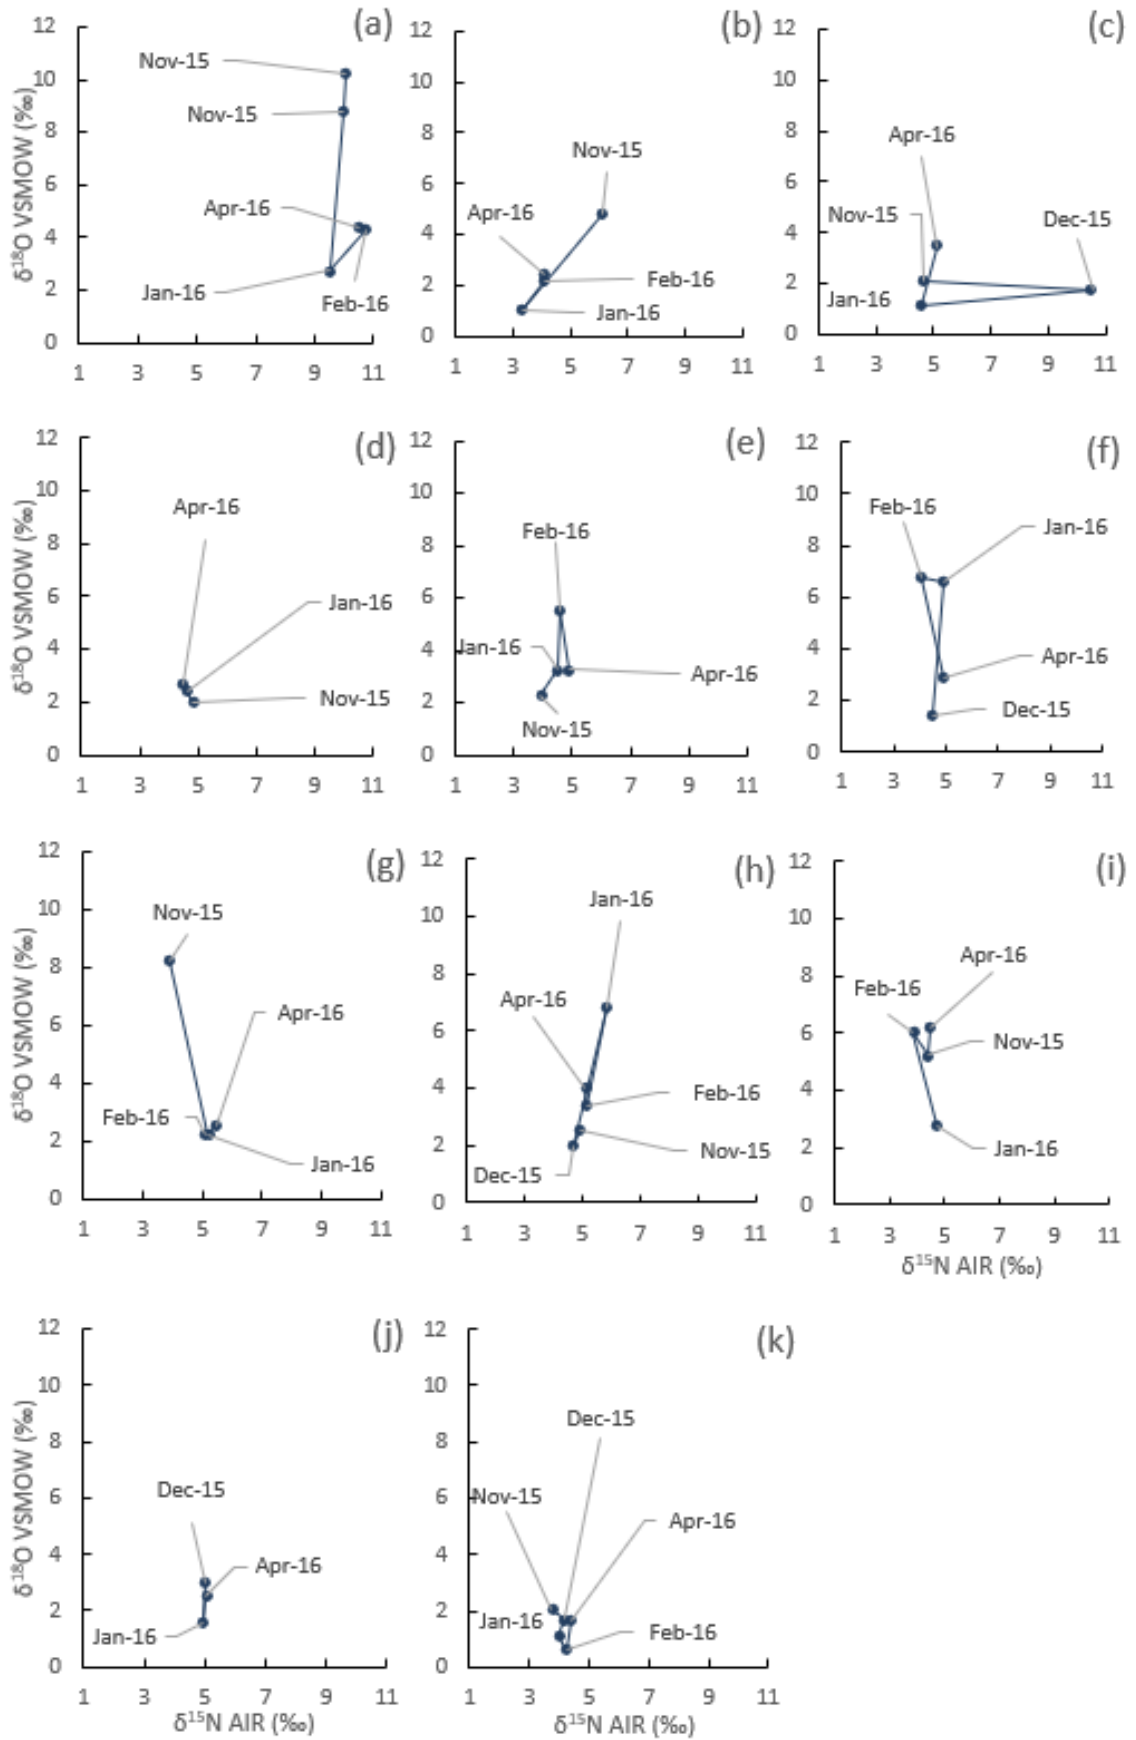 (a)
δ¹⁸O VSMOW (‰)
12
10
8
6
4
2
0
Nov-15
Nov-15
Apr-16
Jan-16
Feb-16
1 3 5 7 9 11
(b)
12
10
8
6
4
2
0
Nov-15
Apr-16
Feb-16
Jan-16
1 3 5 7 9 11
(c)
12
10
8
6
4
2
0
Apr-16
Nov-15
Dec-15
Jan-16
1 3 5 7 9 11
(d)
δ¹⁸O VSMOW (‰)
12
10
8
6
4
2
0
Apr-16
Jan-16
Nov-15
1 3 5 7 9 11
(e)
12
10
8
6
4
2
0
Feb-16
Jan-16
Apr-16
Nov-15
1 3 5 7 9 11
(f)
12
10
8
6
4
2
0
Feb-16
Jan-16
Apr-16
Dec-15
1 3 5 7 9 11
(g)
δ¹⁸O VSMOW (‰)
12
10
8
6
4
2
0
Nov-15
Apr-16
Feb-16
Jan-16
1 3 5 7 9 11
(h)
12
10
8
6
4
2
0
Jan-16
Apr-16
Feb-16
Nov-15
Dec-15
1 3 5 7 9 11
(i)
12
10
8
6
4
2
0
Apr-16
Feb-16
Nov-15
Jan-16
1 3 5 7 9 11
δ¹⁵N AIR (‰)
(j)
δ¹⁸O VSMOW (‰)
12
10
8
6
4
2
0
Dec-15
Apr-16
Jan-16
1 3 5 7 9 11
δ¹⁵N AIR (‰)
(k)
12
10
8
6
4
2
0
Dec-15
Nov-15
Apr-16
Jan-16
Feb-16
1 3 5 7 9 11
δ¹⁵N AIR (‰)